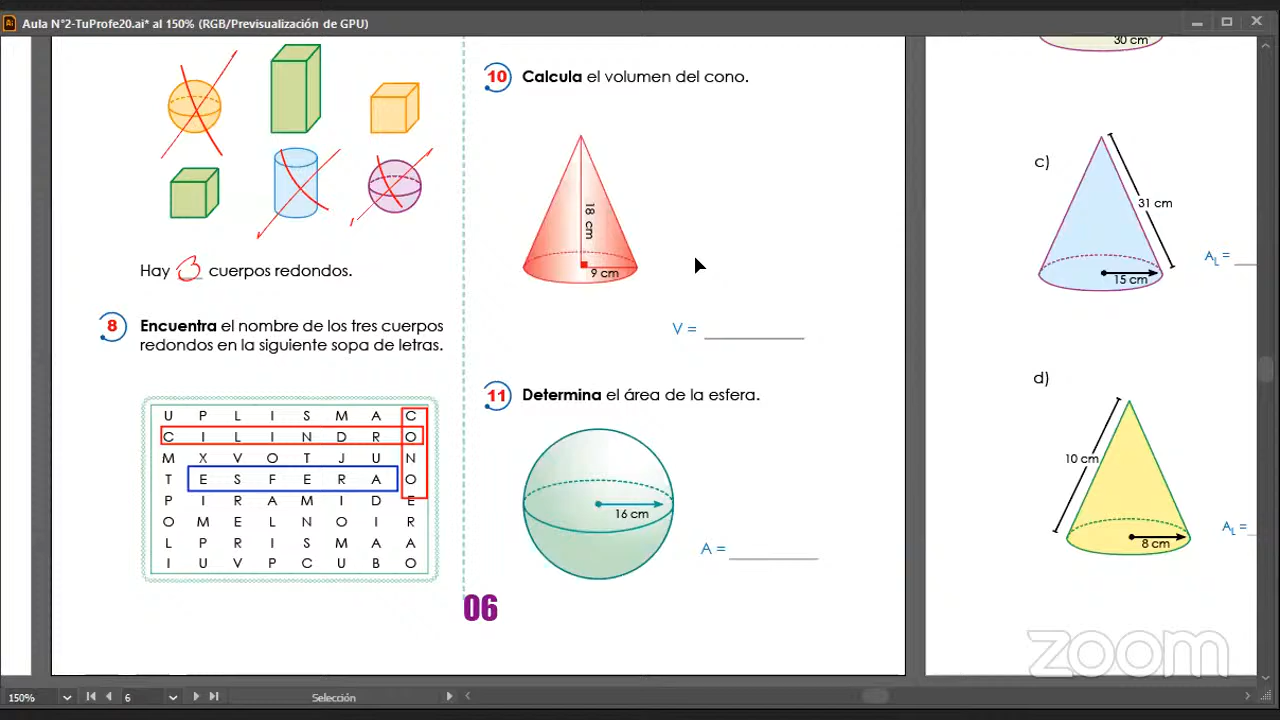 Aula N°2-TuProfe20.ai* al 150% (RGB/Previsualización de GPU)
Hay 3 cuerpos redondos.
8 Encuentra el nombre de los tres cuerpos
redondos en la siguiente sopa de letras.
U P L I S M A C
C I L I N D R O
M X V O T J U N
T E S F E R A O
P I R A M I D E
O M E L N O I R
L P R I S M A A
I U V P C U B O
10 Calcula el volumen del cono.
18 cm
9 cm
V =
11 Determina el área de la esfera.
16 cm
A =
06
30 cm
c)
31 cm
15 cm
AL =
d)
10 cm
8 cm
AL =
zoom
150%
6
Selección